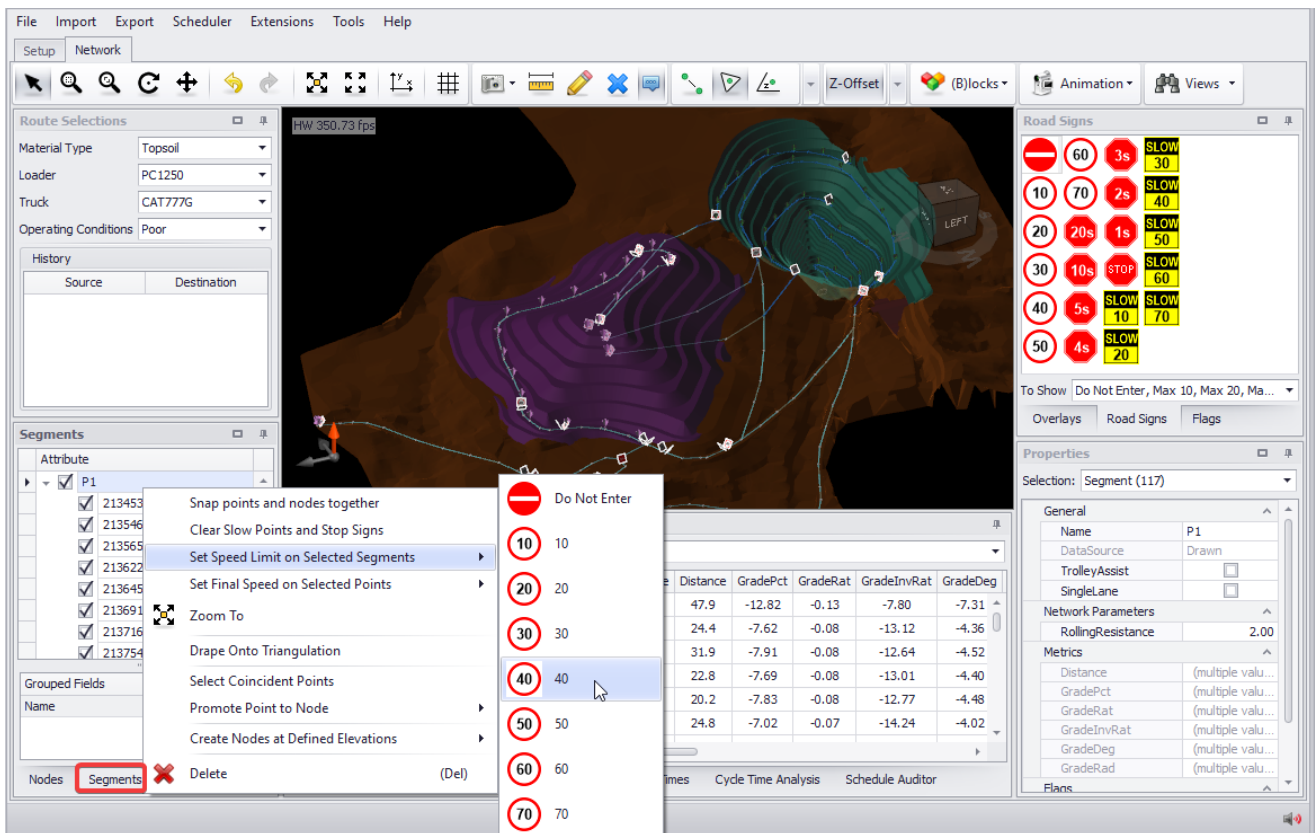 File Import Export Scheduler Extensions Tools Help
Setup Network
Z-Offset (B)locks Animation Views
Route Selections
Material Type Topsoil
Loader PC1250
Truck CAT777G
Operating Conditions Poor
History
Source Destination
HW 350.73 fps
LEFT
Road Signs
60 3s SLOW 30
10 70 2s SLOW 40
20 20s 1s SLOW 50
30 10s STOP SLOW 60
40 5s SLOW 10 SLOW 70
50 4s SLOW 20
To Show Do Not Enter, Max 10, Max 20, Ma...
Overlays Road Signs Flags
Segments
Attribute
P1
213453
213546
213565
213622
213645
213691
213716
213754
Grouped Fields
Name
Nodes Segments
Snap points and nodes together
Clear Slow Points and Stop Signs
Set Speed Limit on Selected Segments
Set Final Speed on Selected Points
Zoom To
Drape Onto Triangulation
Select Coincident Points
Promote Point to Node
Create Nodes at Defined Elevations
Delete (Del)
Do Not Enter
10 10
20 20
30 30
40 40
50 50
60 60
70 70
Distance GradePct GradeRat GradeInvRat GradeDeg
47.9 -12.82 -0.13 -7.80 -7.31
24.4 -7.62 -0.08 -13.12 -4.36
31.9 -7.91 -0.08 -12.64 -4.52
22.8 -7.69 -0.08 -13.01 -4.40
20.2 -7.83 -0.08 -12.77 -4.48
24.8 -7.02 -0.07 -14.24 -4.02
Cycle Time Analysis Schedule Auditor
Properties
Selection: Segment (117)
General
Name P1
DataSource Drawn
TrolleyAssist
SingleLane
Network Parameters
RollingResistance 2.00
Metrics
Distance (multiple valu...
GradePct (multiple valu...
GradeRat (multiple valu...
GradeInvRat (multiple valu...
GradeDeg (multiple valu...
GradeRad (multiple valu...
Flags